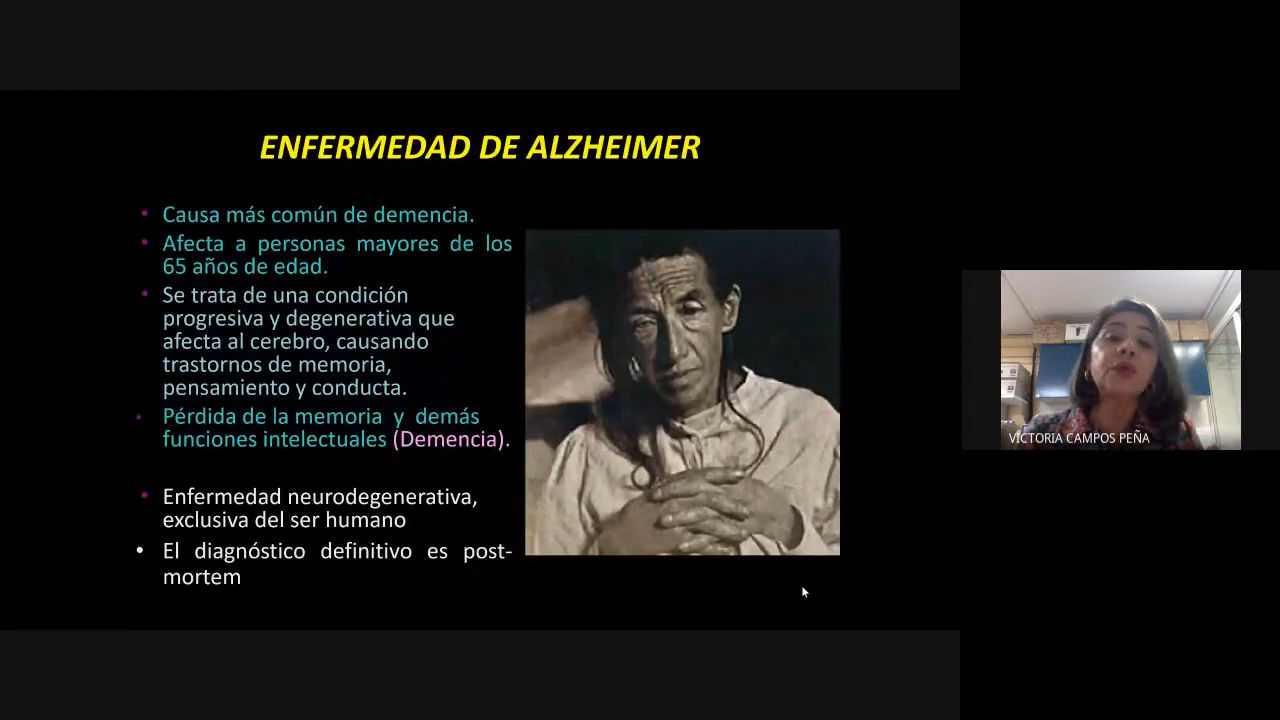 ENFERMEDAD DE ALZHEIMER
• Causa más común de demencia.
• Afecta a personas mayores de los
65 años de edad.
• Se trata de una condición
progresiva y degenerativa que
afecta al cerebro, causando
trastornos de memoria,
pensamiento y conducta.
• Pérdida de la memoria y demás
funciones intelectuales (Demencia).
• Enfermedad neurodegenerativa,
exclusiva del ser humano
• El diagnóstico definitivo es post-
mortem
VICTORIA CAMPOS PEÑA